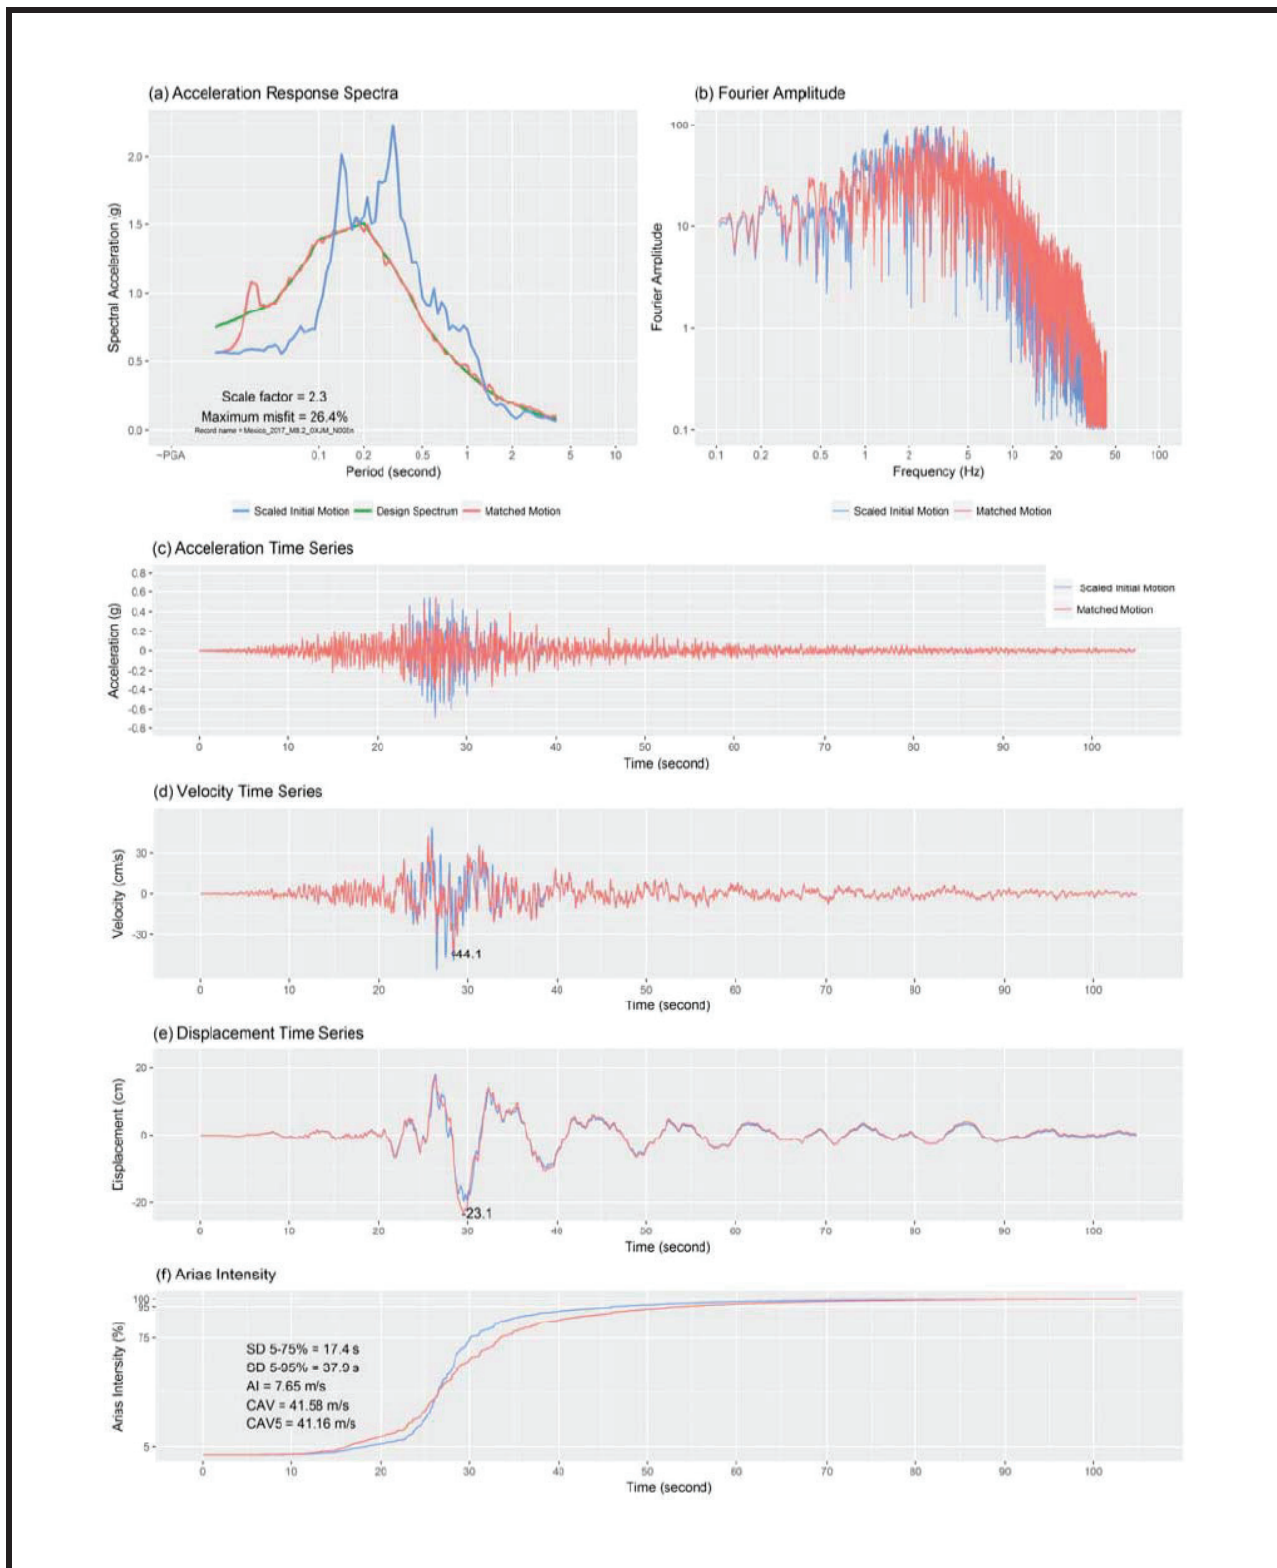 (a) Acceleration Response Spectra
Spectral Acceleration (g)
2.0
1.5
1.0
0.5
0.0
Scale factor = 2.3
Maximum misfit = 26.4%
~PGA 0.1 0.2 0.5 1 2 5 10
Period (second)
Scaled Initial Motion Design Spectrum Matched Motion
(b) Fourier Amplitude
Fourier Amplitude
100
10
1
0.1
0.1 0.2 0.5 1 2 5 10 20 50 100
Frequency (Hz)
Scaled Initial Motion Matched Motion
(c) Acceleration Time Series
Acceleration (g)
0.8
0.6
0.4
0.2
0
-0.2
-0.4
-0.6
-0.8
Scaled Initial Motion
Matched Motion
0 10 20 30 40 50 60 70 80 90 100
Time (second)
(d) Velocity Time Series
Velocity (cm/s)
30
0
-30
-44.1
0 10 20 30 40 50 60 70 80 90 100
Time (second)
(e) Displacement Time Series
Displacement (cm)
20
0
-20
-23.1
0 10 20 30 40 50 60 70 80 90 100
Time (second)
(f) Arias Intensity
Arias Intensity (%)
100
95
75
5
SD 5-75% = 17.4 s
SD 5-95% = 37.9 s
AI = 7.65 m/s
CAV = 41.58 m/s
CAV5 = 41.16 m/s
0 10 20 30 40 50 60 70 80 90 100
Time (second)